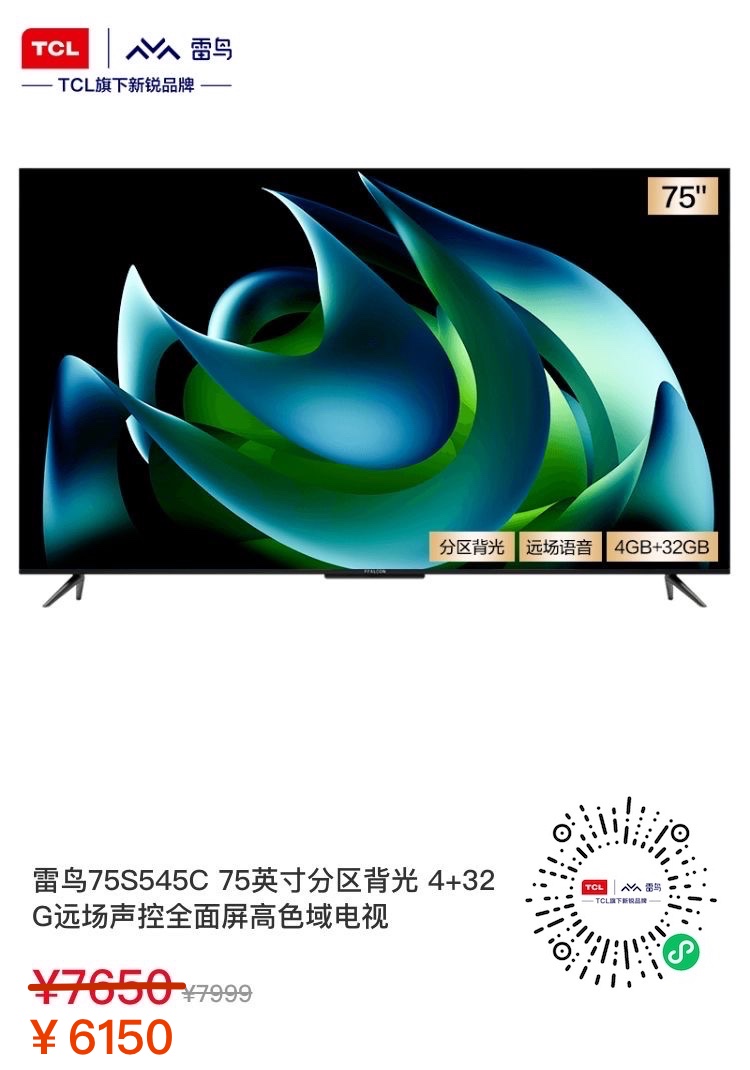 TCL 雷鸟
TCL旗下新锐品牌
75"
分区背光 远场语音 4GB+32GB
FFALCON
雷鸟75S545C 75英寸分区背光 4+32
G远场声控全面屏高色域电视
TCL 雷鸟
TCL旗下新锐品牌
¥7650 ¥7999
¥6150